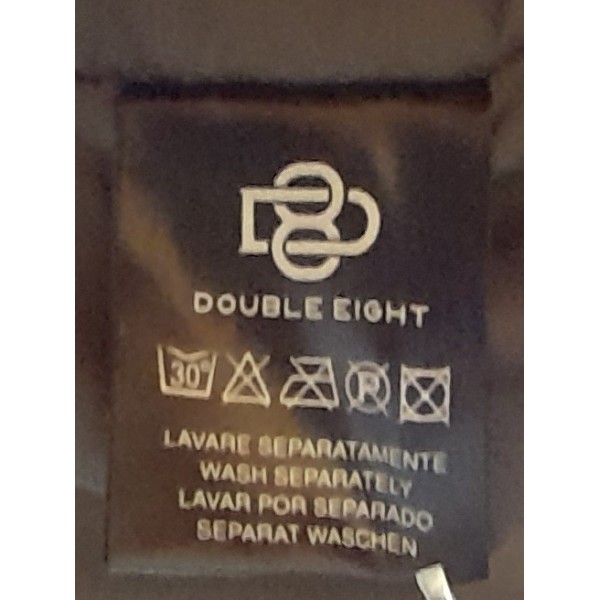 DOUBLE EIGHT
30° P
LAVARE SEPARATAMENTE
WASH SEPARATELY
LAVAR POR SEPARADO
SEPARAT WASCHEN